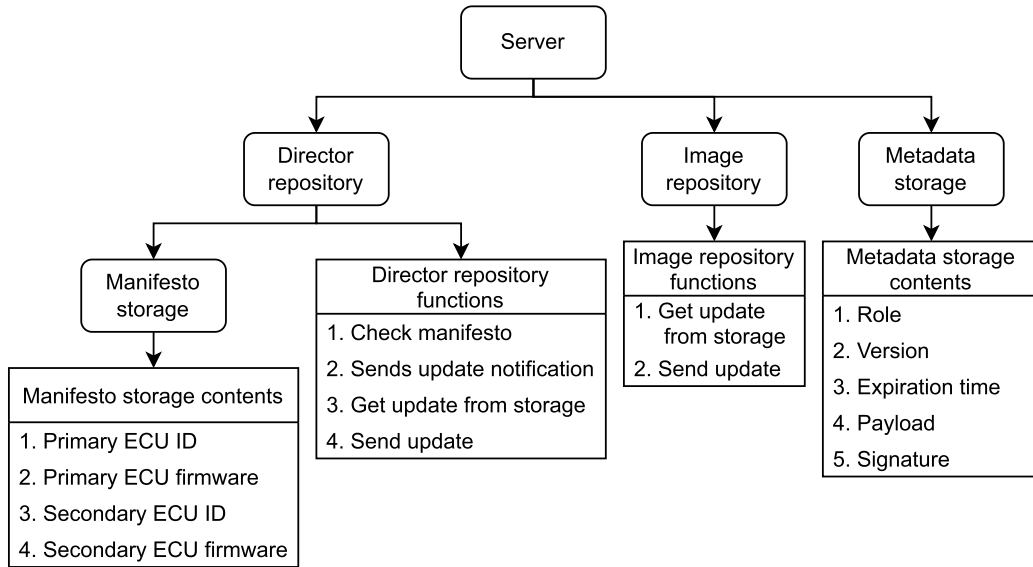 Server
Director
repository
Image
repository
Metadata
storage
Manifesto
storage
Director repository
functions
1. Check manifesto
2. Sends update notification
3. Get update from storage
4. Send update
Image repository
functions
1. Get update
from storage
2. Send update
Metadata storage
contents
1. Role
2. Version
3. Expiration time
4. Payload
5. Signature
Manifesto storage contents
1. Primary ECU ID
2. Primary ECU firmware
3. Secondary ECU ID
4. Secondary ECU firmware